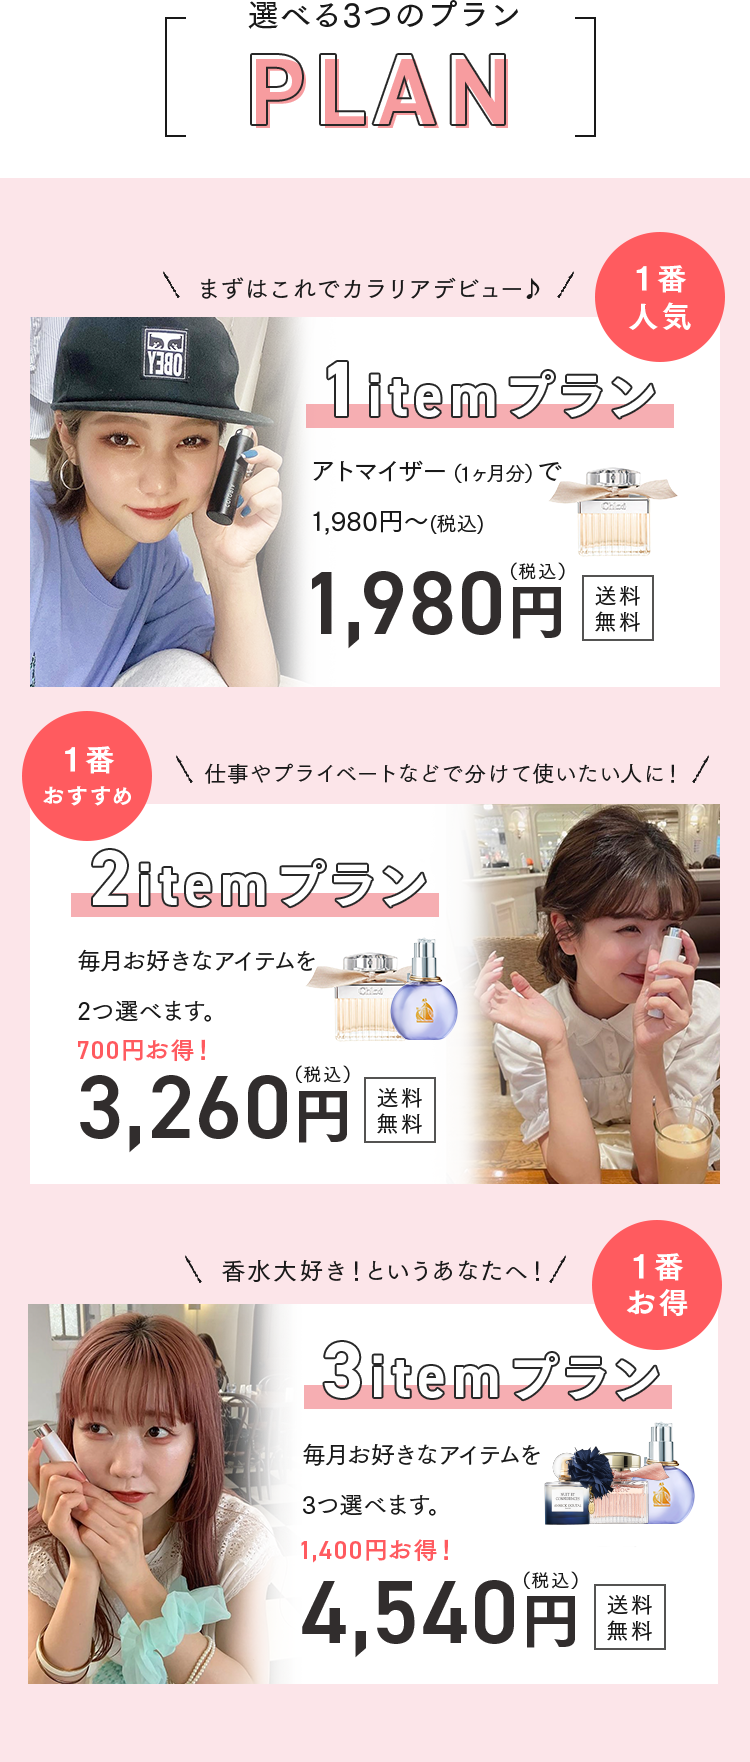 選べる3つのプラン
PLAN
まずはこれでカラリアデビュー♪
1番
人気
OBEY
1itemプラン
アトマイザー（1ヶ月分）で
1,980円〜(税込)
Chloé
1,980円(税込)
送料
無料
1番
おすすめ
仕事やプライベートなどで分けて使いたい人に！
2itemプラン
毎月お好きなアイテムを
2つ選べます。
Chloé
700円お得！
3,260円(税込)
送料
無料
香水大好き！というあなたへ！
1番
お得
3itemプラン
毎月お好きなアイテムを
3つ選べます。
1,400円お得！
4,540円(税込)
送料
無料